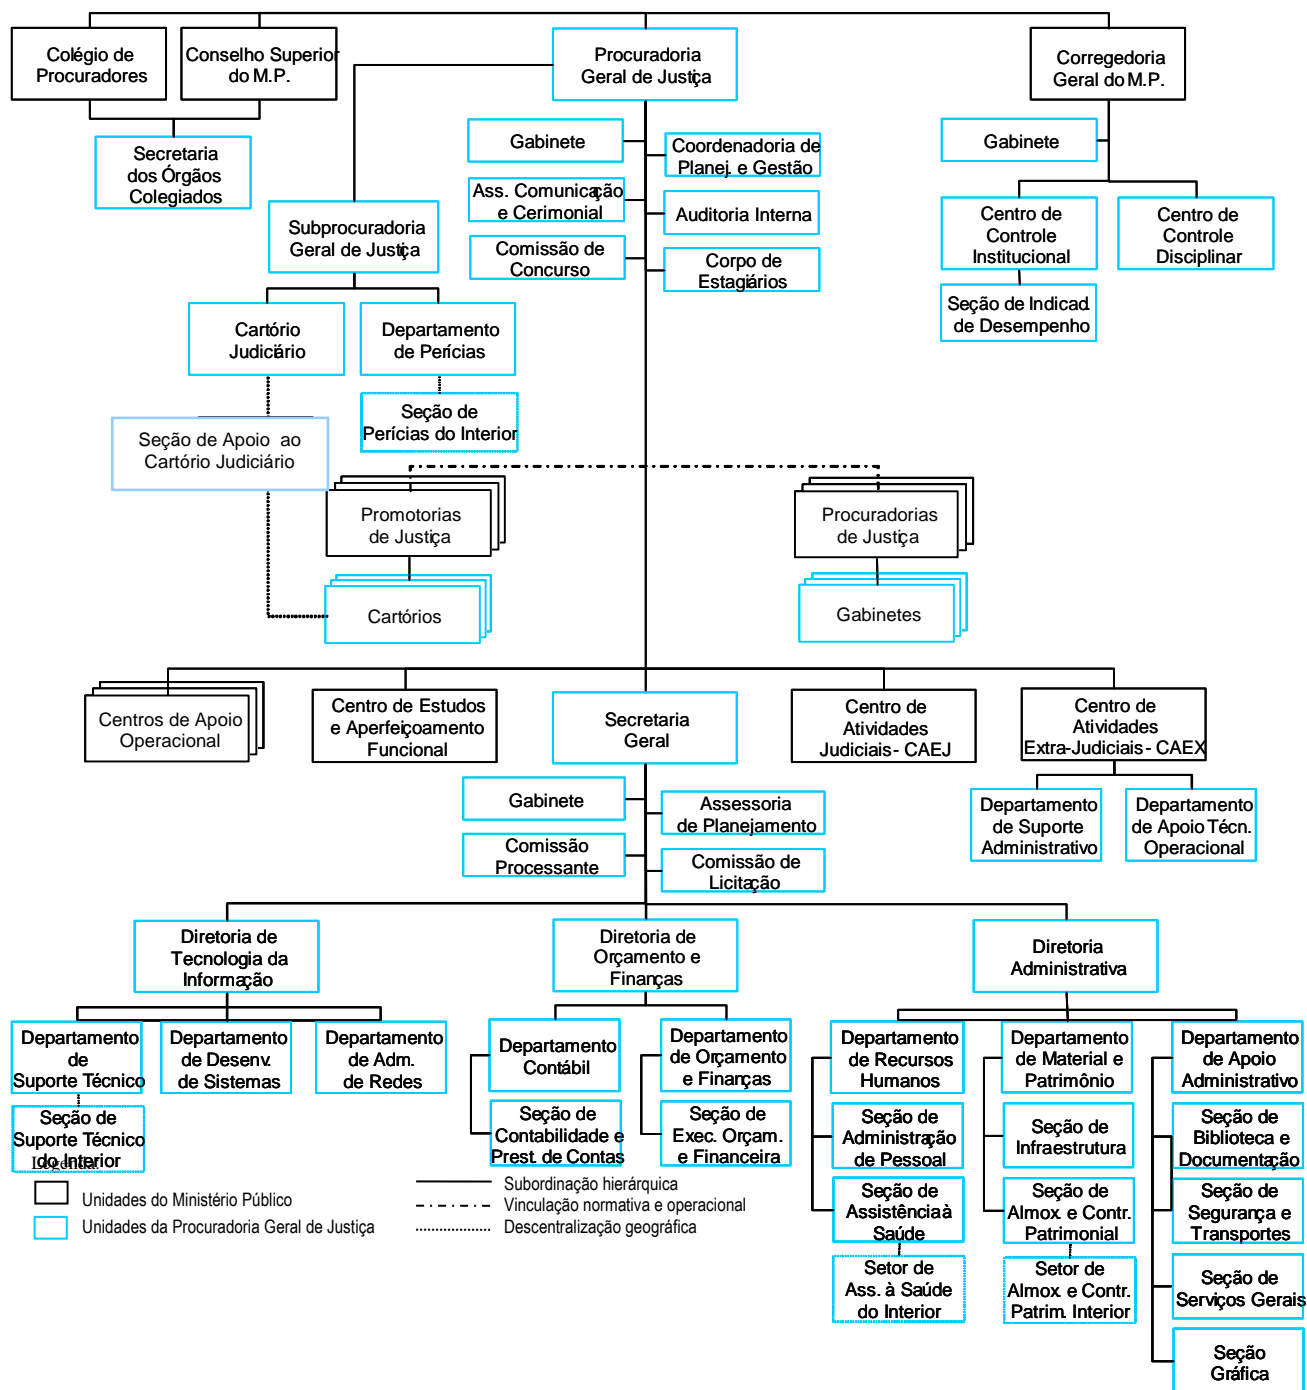 Colégio de
Procuradores
Conselho Superior
do M.P.
Procuradoria
Geral de Justiça
Corregedoria
Geral do M.P.
Secretaria
dos Órgãos
Colegiados
Gabinete
Coordenadoria de
Planej. e Gestão
Gabinete
Ass. Comunicação
e Cerimonial
Auditoria Interna
Subprocuradoria
Geral de Justiça
Comissão de
Concurso
Corpo de
Estagiários
Centro de
Controle
Institucional
Centro de
Controle
Disciplinar
Seção de Indicad.
de Desempenho
Cartório
Judiciário
Departamento
de Perícias
Seção de
Perícias do Interior
Seção de Apoio ao
Cartório Judiciário
Promotorias
de Justiça
Procuradorias
de Justiça
Cartórios
Gabinetes
Centros de Apoio
Operacional
Centro de Estudos
e Aperfeiçoamento
Funcional
Secretaria
Geral
Centro de
Atividades
Judiciais - CAEJ
Centro de
Atividades
Extra-Judiciais - CAEX
Gabinete
Assessoria
de Planejamento
Departamento
de Suporte
Administrativo
Departamento
de Apoio Técn.
Operacional
Comissão
Processante
Comissão de
Licitação
Diretoria de
Tecnologia da
Informação
Diretoria de
Orçamento e
Finanças
Diretoria
Administrativa
Departamento
de
Suporte Técnico
Departamento
de Desenv.
de Sistemas
Departamento
de Adm.
de Redes
Departamento
Contábil
Departamento
de Orçamento
e Finanças
Departamento
de Recursos
Humanos
Departamento
de Material e
Patrimônio
Departamento
de Apoio
Administrativo
Seção de
Suporte Técnico
do Interior
Seção de
Contabilidade e
Prest. de Contas
Seção de
Exec. Orçam.
e Financeira
Seção de
Administração
de Pessoal
Seção de
Infraestrutura
Seção de
Biblioteca e
Documentação
Legenda:
Unidades do Ministério Público
Unidades da Procuradoria Geral de Justiça
Subordinação hierárquica
Vinculação normativa e operacional
Descentralização geográfica
Seção de
Assistência à
Saúde
Seção de
Almox. e Contr.
Patrimonial
Seção de
Segurança e
Transportes
Setor de
Ass. à Saúde
do Interior
Setor de
Almox. e Contr.
Patrim. Interior
Seção de
Serviços Gerais
Seção
Gráfica